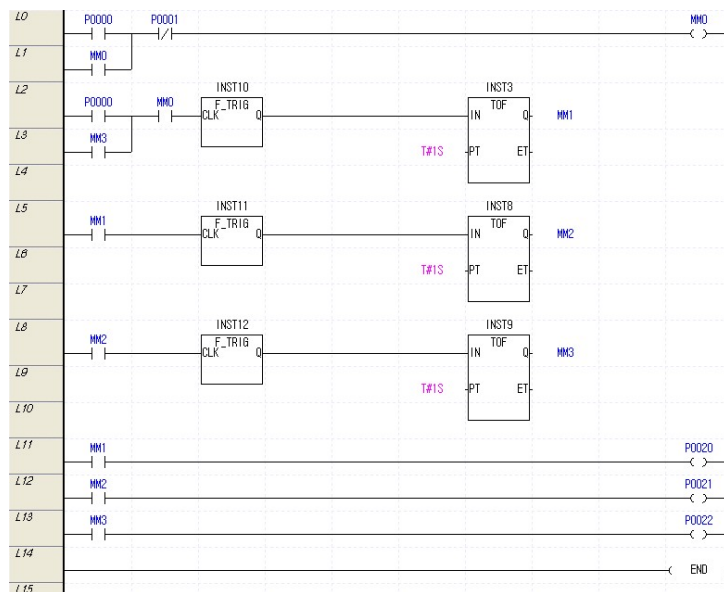 L0 P0000 P0001 MM0
L1 MM0
L2 INST10 INST3
P0000 MM0 F_TRIG TOF
CLK Q IN Q MM1
L3 MM3
T#1S PT ET
L4
L5 INST11 INST8
MM1 F_TRIG TOF
CLK Q IN Q MM2
L6
T#1S PT ET
L7
L8 INST12 INST9
MM2 F_TRIG TOF
CLK Q IN Q MM3
L9
T#1S PT ET
L10
L11 MM1 P0020
L12 MM2 P0021
L13 MM3 P0022
L14
END
L15